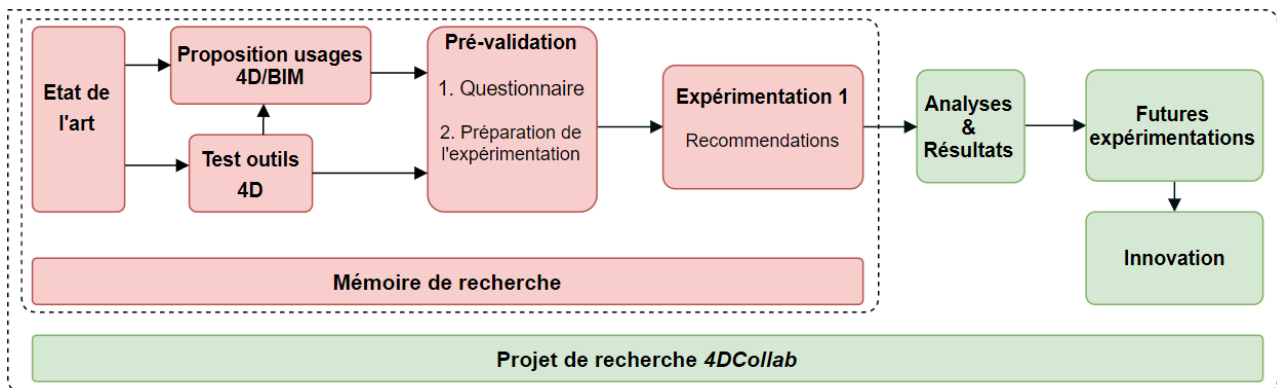 Etat de
l'art
Proposition usages
4D/BIM
Test outils
4D
Pré-validation
1. Questionnaire
2. Préparation de
l'expérimentation
Expérimentation 1
Recommendations
Analyses
&
Résultats
Futures
expérimentations
Innovation
Mémoire de recherche
Projet de recherche 4DCollab